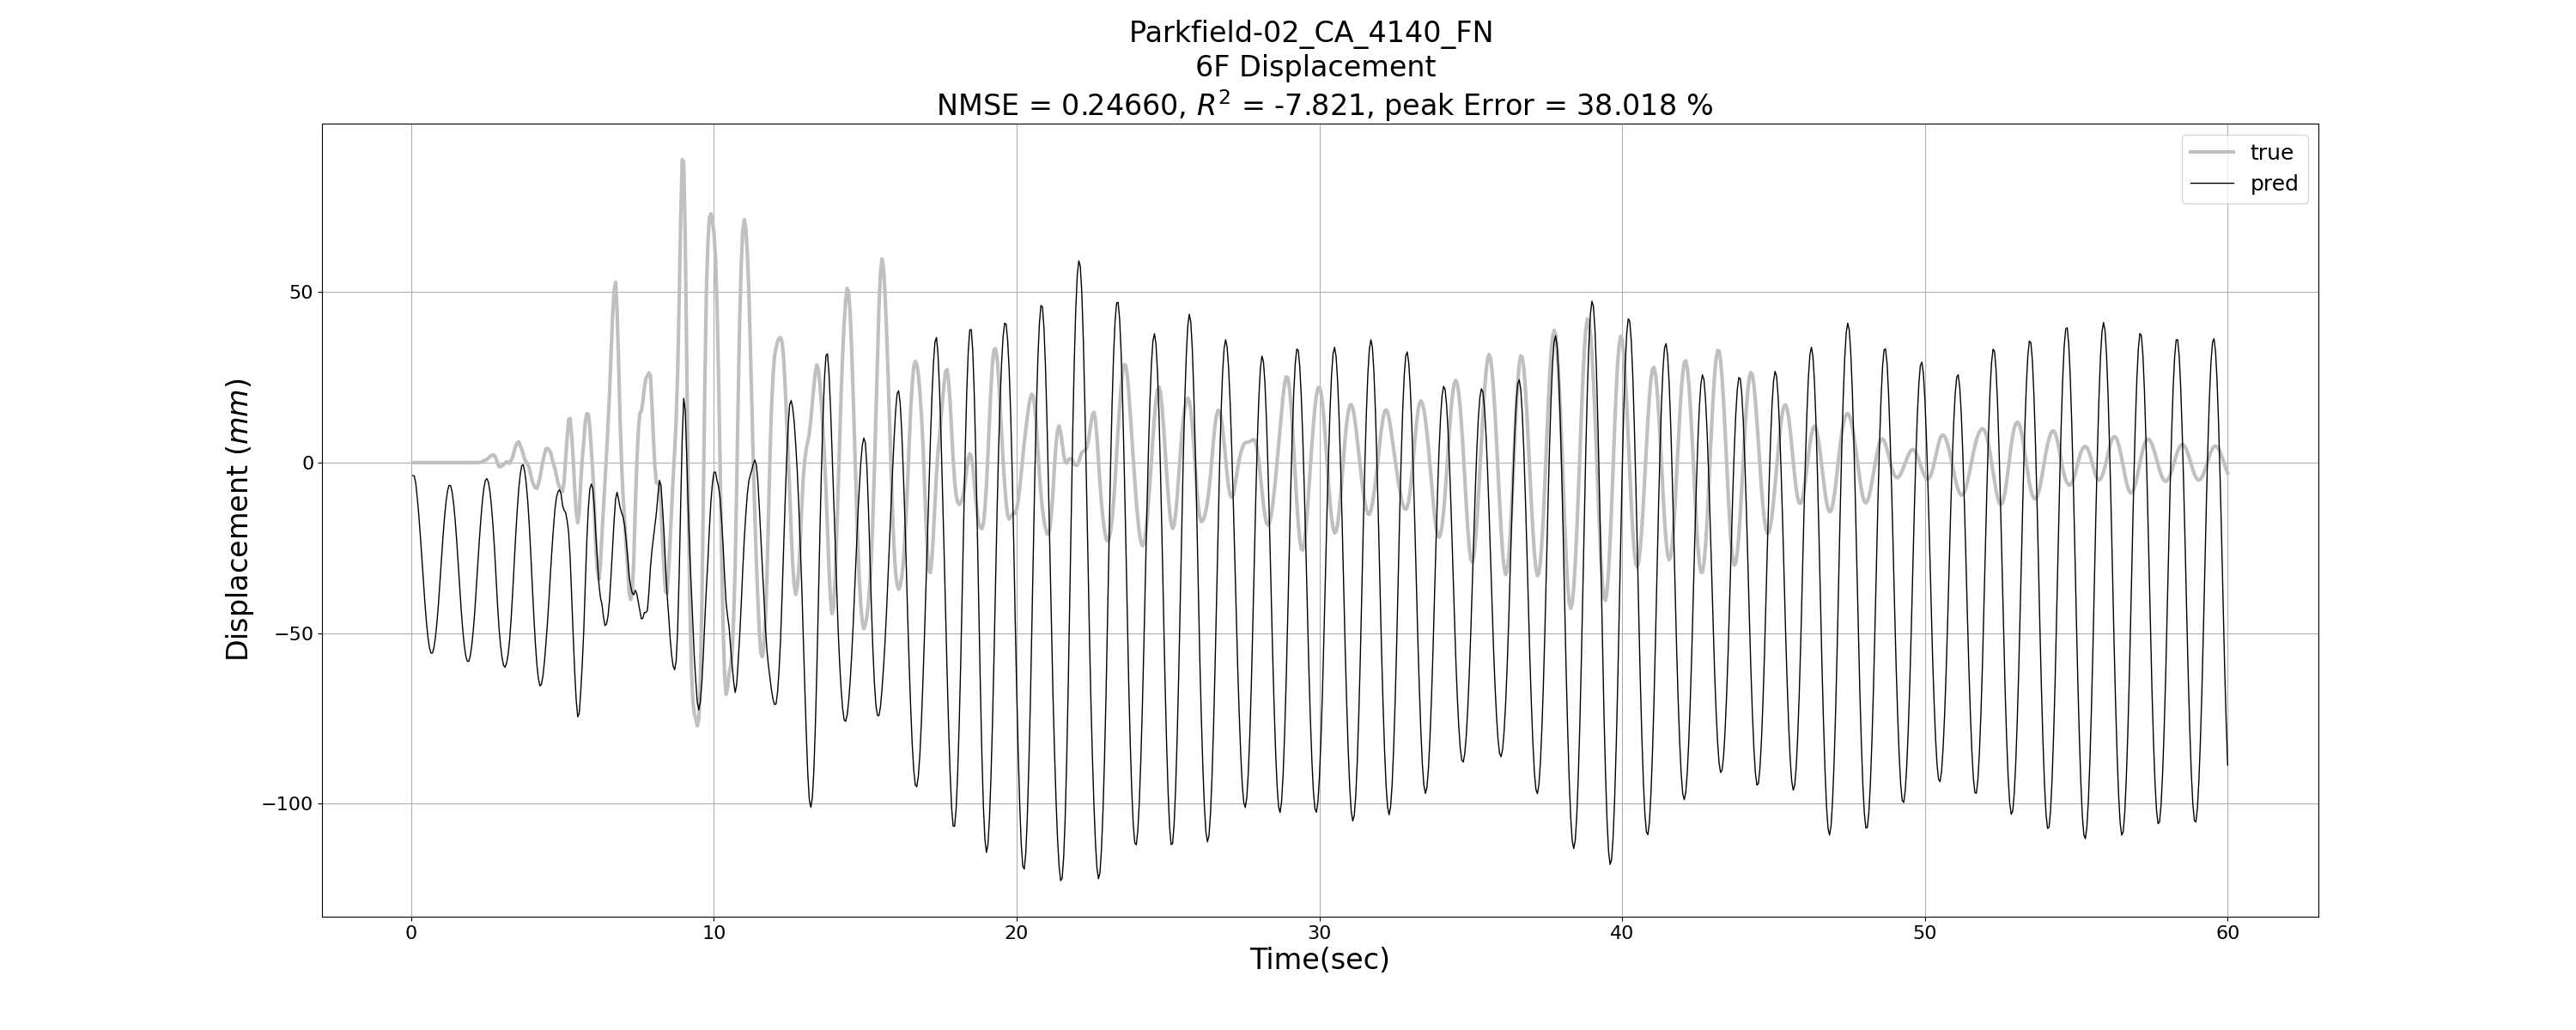 Parkfield-02_CA_4140_FN
6F Displacement
NMSE = 0.24660, R² = -7.821, peak Error = 38.018 %
true
pred
Displacement (mm)
50
0
−50
−100
0 10 20 30 40 50 60
Time(sec)